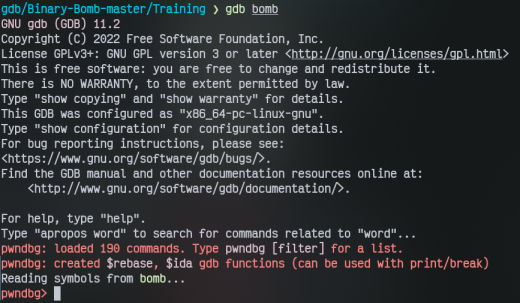 gdb/Binary-Bomb-master/Training ❯ gdb bomb
GNU gdb (GDB) 11.2
Copyright (C) 2022 Free Software Foundation, Inc.
License GPLv3+: GNU GPL version 3 or later <http://gnu.org/licenses/gpl.html>
This is free software: you are free to change and redistribute it.
There is NO WARRANTY, to the extent permitted by law.
Type "show copying" and "show warranty" for details.
This GDB was configured as "x86_64-pc-linux-gnu".
Type "show configuration" for configuration details.
For bug reporting instructions, please see:
<https://www.gnu.org/software/gdb/bugs/>.
Find the GDB manual and other documentation resources online at:
    <http://www.gnu.org/software/gdb/documentation/>.

For help, type "help".
Type "apropos word" to search for commands related to "word"...
pwndbg: loaded 190 commands. Type pwndbg [filter] for a list.
pwndbg: created $rebase, $ida gdb functions (can be used with print/break)
Reading symbols from bomb...
pwndbg>